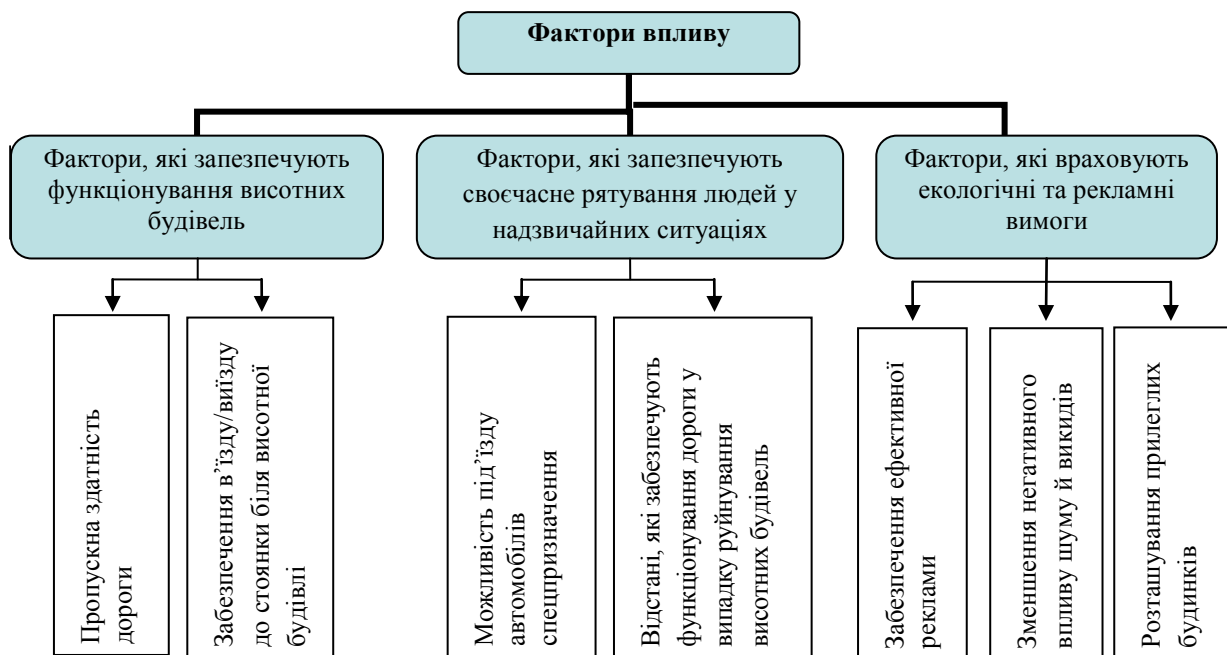 Фактори впливу
Фактори, які запезпечують
функціонування висотних
будівель
Фактори, які запезпечують
своєчасне рятування людей у
надзвичайних ситуаціях
Фактори, які враховують
екологічні та рекламні
вимоги
Пропускна здатність
дороги
Забезпечення в’їзду/виїзду
до стоянки біля висотної
будівлі
Можливість під’їзду
автомобілів
спецпризначення
Відстані, які забезпечують
функціонування дороги у
випадку руйнування
висотних будівель
Забезпечення ефективної
реклами
Зменшення негативного
впливу шуму й викидів
Розташування прилеглих
будинків